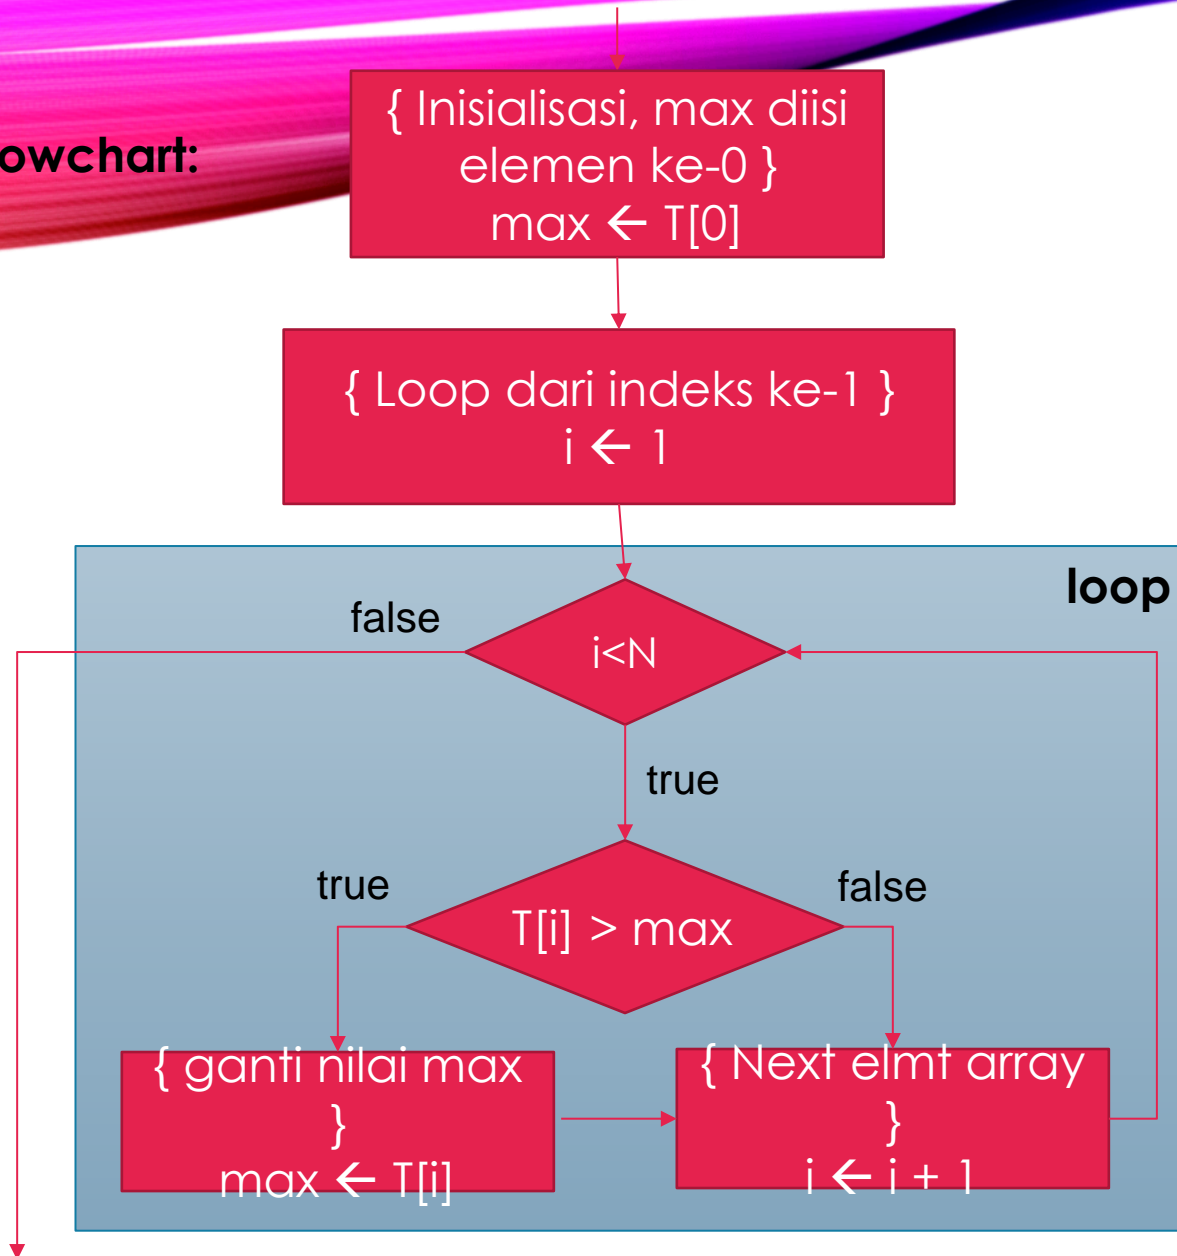 { Inisialisasi, max diisi
elemen ke-0 }
max ← T[0]
owchart:
{ Loop dari indeks ke-1 }
i ← 1
loop
false
i<N
true
true
false
T[i] > max
{ ganti nilai max
}
max ← T[i]
{ Next elmt array
}
i ← i + 1